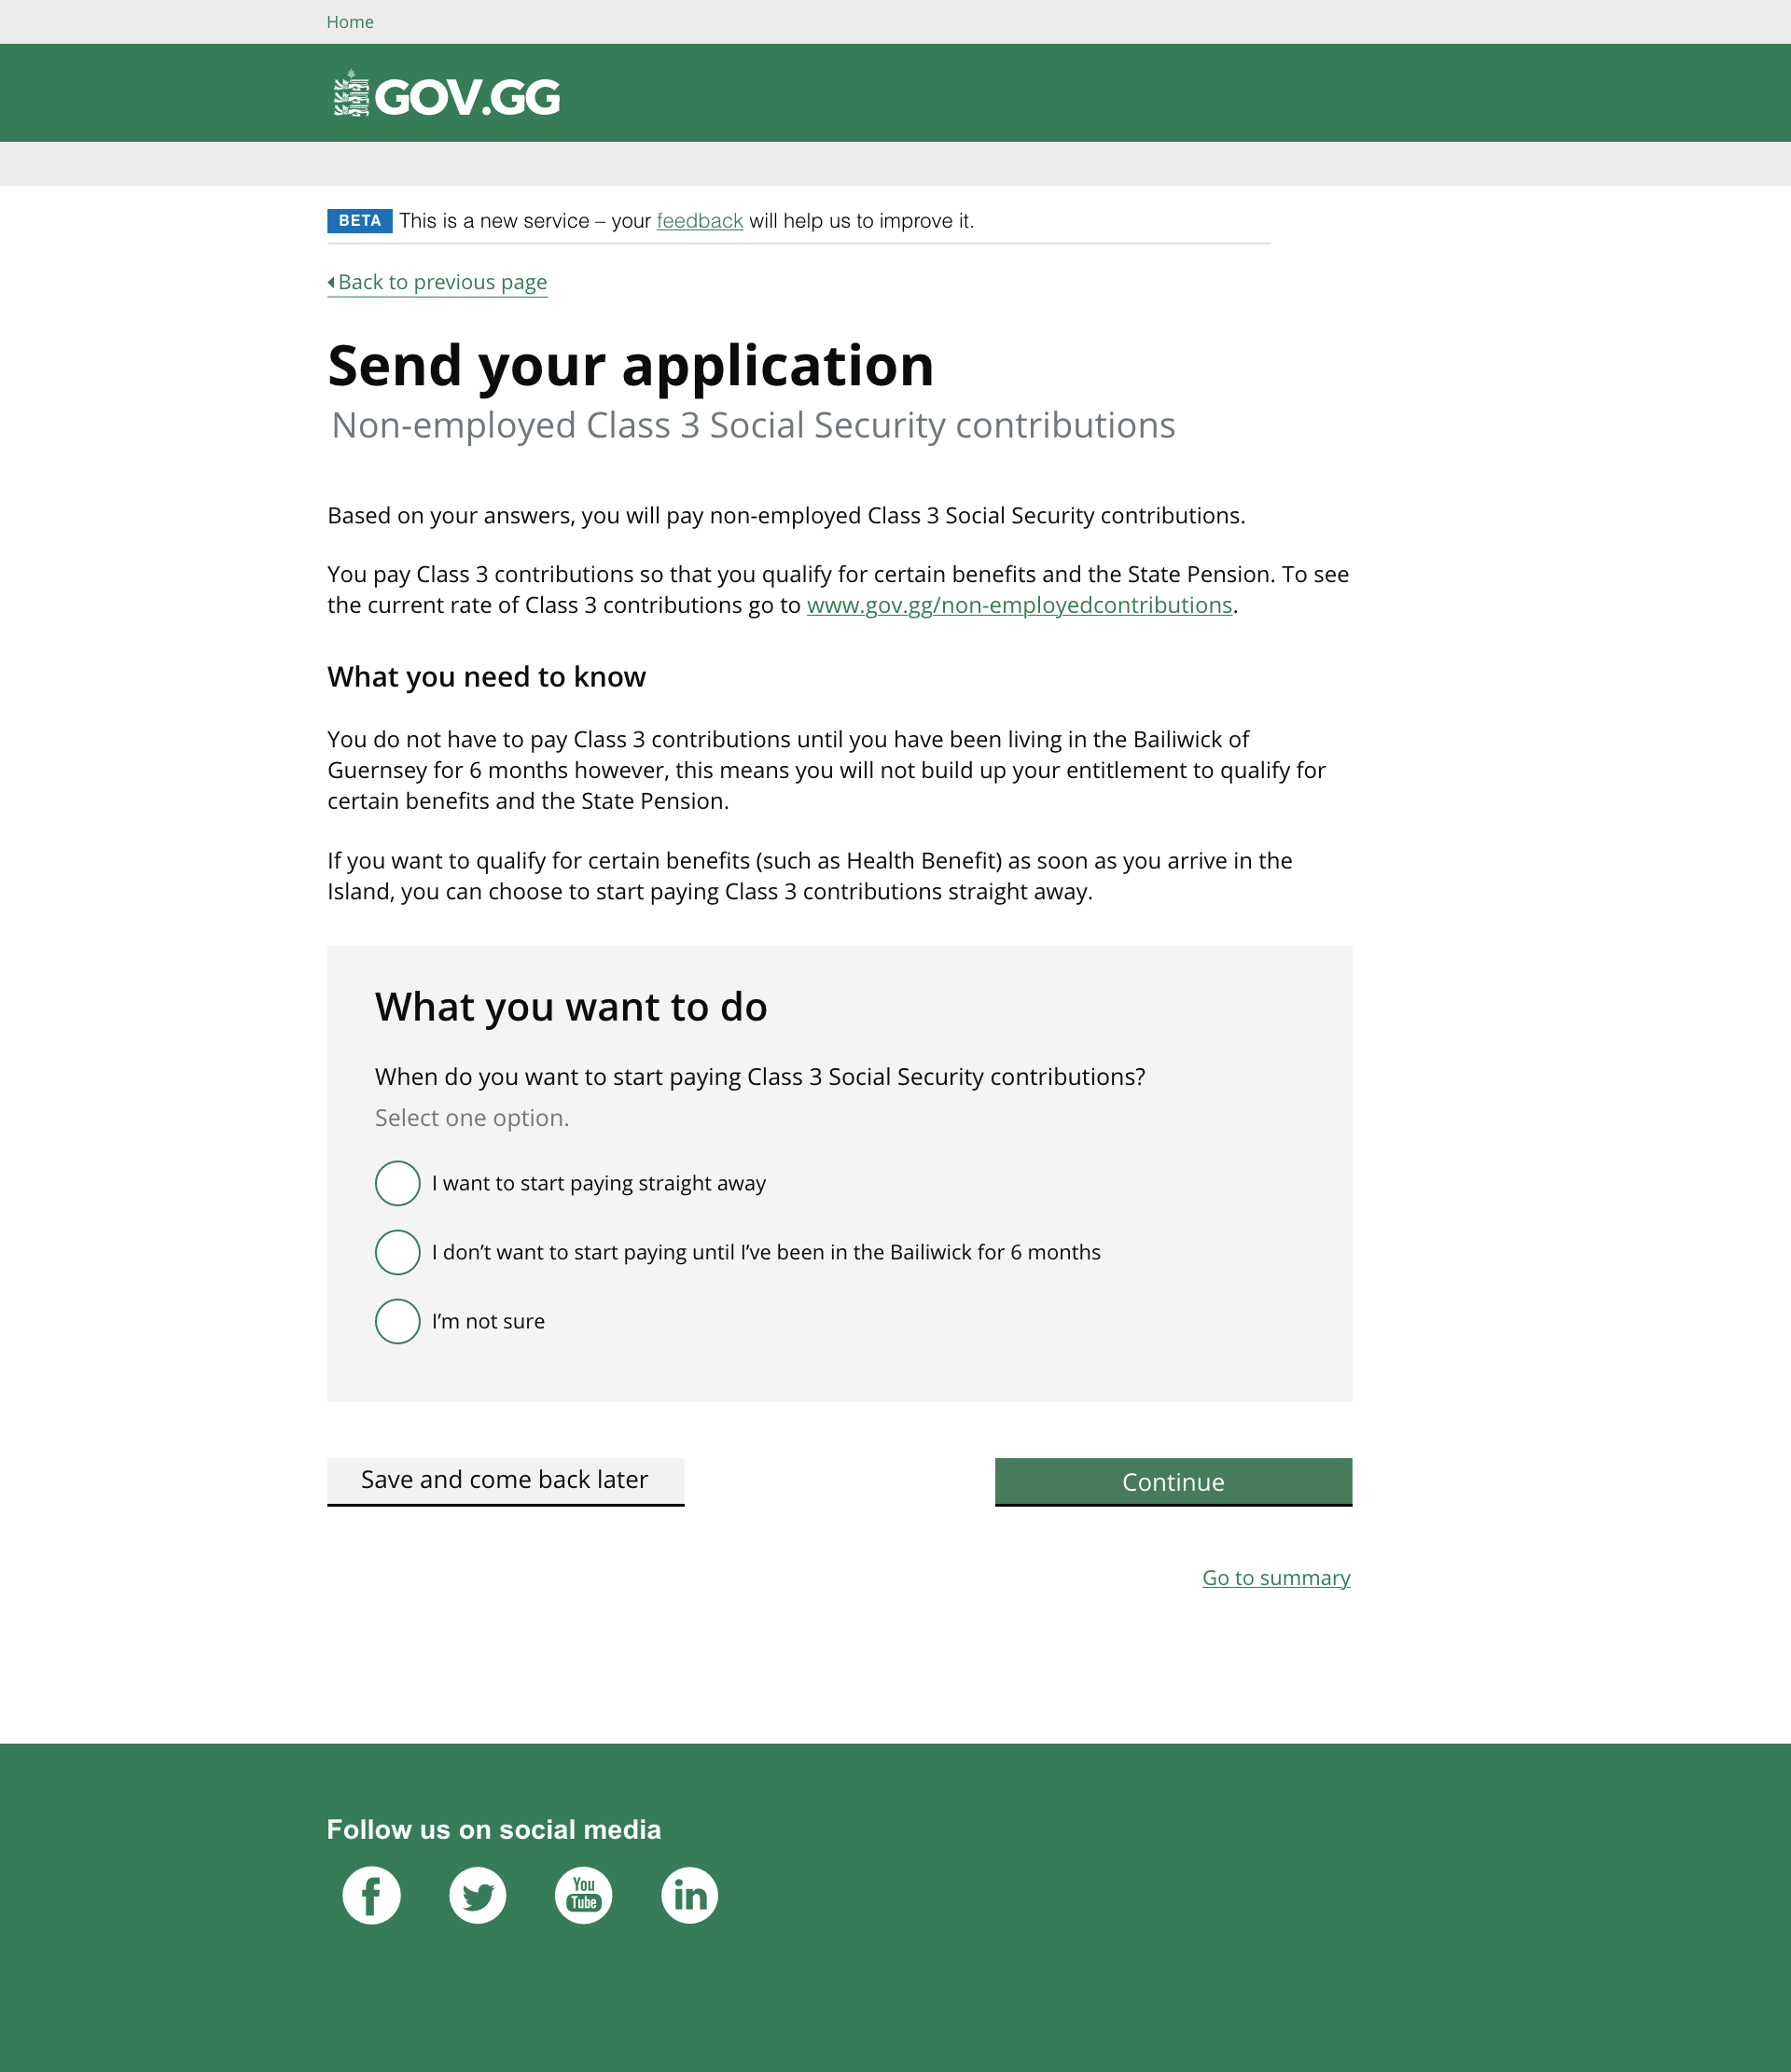 Home
GOV.GG
BETA This is a new service – your feedback will help us to improve it.
Back to previous page
Send your application
Non-employed Class 3 Social Security contributions
Based on your answers, you will pay non-employed Class 3 Social Security contributions.
You pay Class 3 contributions so that you qualify for certain benefits and the State Pension. To see
the current rate of Class 3 contributions go to www.gov.gg/non-employedcontributions.
What you need to know
You do not have to pay Class 3 contributions until you have been living in the Bailiwick of
Guernsey for 6 months however, this means you will not build up your entitlement to qualify for
certain benefits and the State Pension.
If you want to qualify for certain benefits (such as Health Benefit) as soon as you arrive in the
Island, you can choose to start paying Class 3 contributions straight away.
What you want to do
When do you want to start paying Class 3 Social Security contributions?
Select one option.
I want to start paying straight away
I don’t want to start paying until I’ve been in the Bailiwick for 6 months
I’m not sure
Save and come back later
Continue
Go to summary
Follow us on social media
You
Tube
in